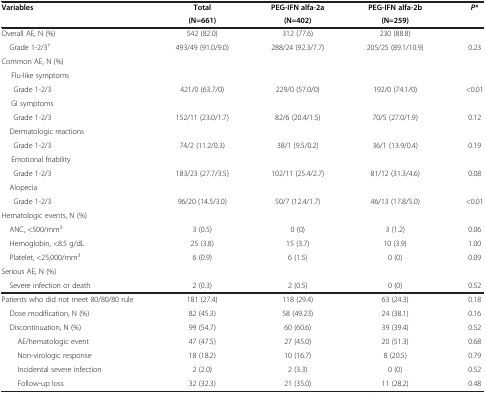 Variables Total PEG-IFN alfa-2a PEG-IFN alfa-2b P*
(N=661) (N=402) (N=259)
Overall AE, N (%) 542 (82.0) 312 (77.6) 230 (88.8)
Grade 1-2/3† 493/49 (91.0/9.0) 288/24 (92.3/7.7) 205/25 (89.1/10.9) 0.23
Common AE, N (%)
Flu-like symptoms
Grade 1-2/3 421/0 (63.7/0) 229/0 (57.0/0) 192/0 (74.1/0) <0.01
GI symptoms
Grade 1-2/3 152/11 (23.0/1.7) 82/6 (20.4/1.5) 70/5 (27.0/1.9) 0.12
Dermatologic reactions
Grade 1-2/3 74/2 (11.2/0.3) 38/1 (9.5/0.2) 36/1 (13.9/0.4) 0.19
Emotional friability
Grade 1-2/3 183/23 (27.7/3.5) 102/11 (25.4/2.7) 81/12 (31.3/4.6) 0.08
Alopecia
Grade 1-2/3 96/20 (14.5/3.0) 50/7 (12.4/1.7) 46/13 (17.8/5.0) <0.01
Hematologic events, N (%)
ANC, <500/mm3 3 (0.5) 0 (0) 3 (1.2) 0.06
Hemoglobin, <8.5 g/dL 25 (3.8) 15 (3.7) 10 (3.9) 1.00
Platelet, <25,000/mm3 6 (0.9) 6 (1.5) 0 (0) 0.09
Serious AE, N (%)
Severe infection or death 2 (0.3) 2 (0.5) 0 (0) 0.52
Patients who did not meet 80/80/80 rule 181 (27.4) 118 (29.4) 63 (24.3) 0.18
Dose modification, N (%) 82 (45.3) 58 (49.23) 24 (38.1) 0.16
Discontinuation, N (%) 99 (54.7) 60 (60.6) 39 (39.4) 0.52
AE/hematologic event 47 (47.5) 27 (45.0) 20 (51.3) 0.68
Non-virologic response 18 (18.2) 10 (16.7) 8 (20.5) 0.79
Incidental severe infection 2 (2.0) 2 (3.3) 0 (0) 0.52
Follow-up loss 32 (32.3) 21 (35.0) 11 (28.2) 0.48